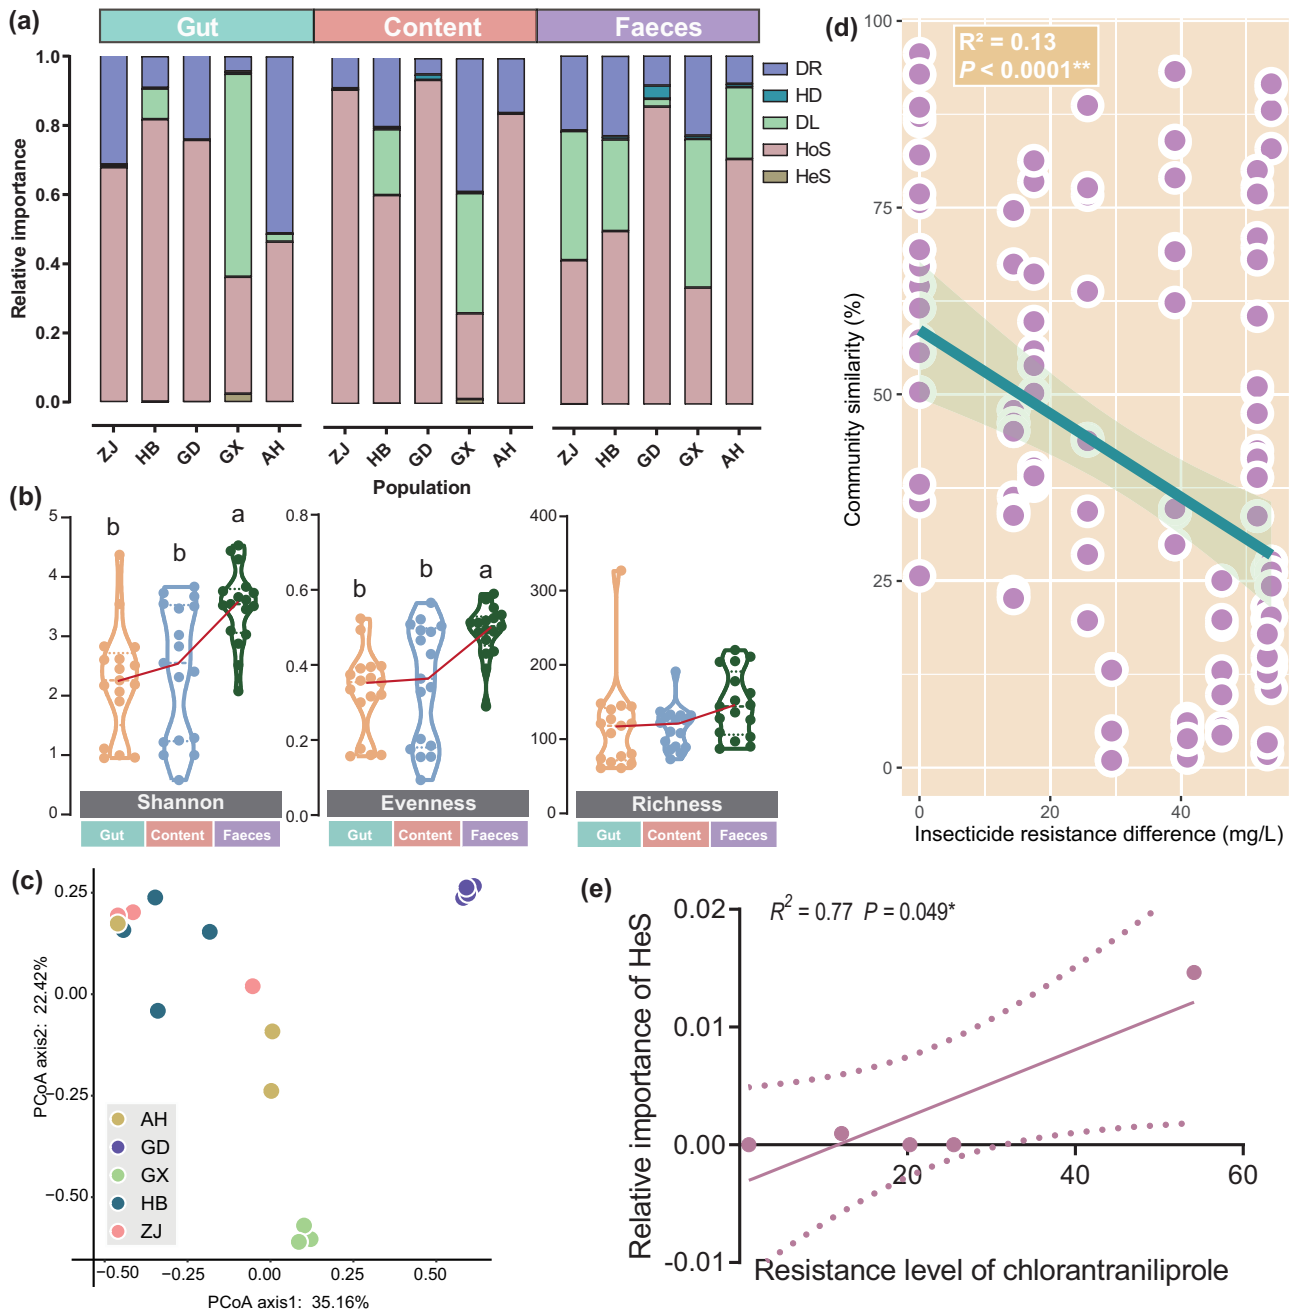 (a)
Gut Content Faeces
1.0
0.8
0.6
0.4
0.2
0.0
Relative importance
DR
HD
DL
HoS
HeS
ZJ HB GD GX AH ZJ HB GD GX AH ZJ HB GD GX AH
Population
(b)
5
4
3
2
1
0
b b a
Shannon
Gut Content Faeces
0.8
0.6
0.4
0.2
0.0
b b a
Evenness
Gut Content Faeces
400
300
200
100
0
Richness
Gut Content Faeces
(c)
0.25
0.00
−0.25
−0.50
PCoA axis2: 22.42%
AH
GD
GX
HB
ZJ
−0.50 −0.25 0.00 0.25 0.50
PCoA axis1: 35.16%
(d)
R² = 0.13
P < 0.0001**
100
75
50
25
0
Community similarity (%)
0 20 40
Insecticide resistance difference (mg/L)
(e)
R² = 0.77 P = 0.049*
0.02
0.01
0.00
-0.01
Relative importance of HeS
20 40 60
Resistance level of chlorantraniliprole